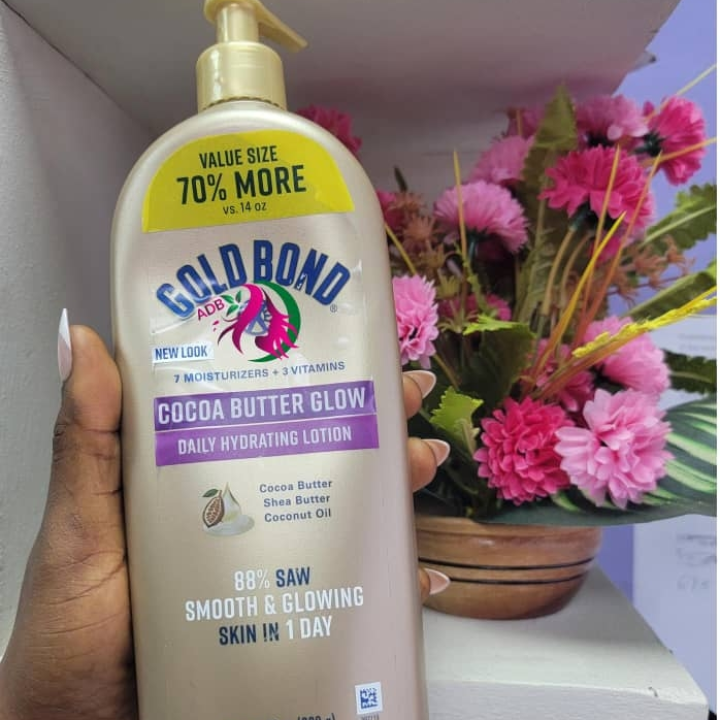 VALUE SIZE
70% MORE
vs. 14 oz
GOLD BOND
®
ADB
NEW LOOK
7 MOISTURIZERS + 3 VITAMINS
COCOA BUTTER GLOW
DAILY HYDRATING LOTION
Cocoa Butter
Shea Butter
Coconut Oil
88% SAW
SMOOTH & GLOWING
SKIN IN 1 DAY